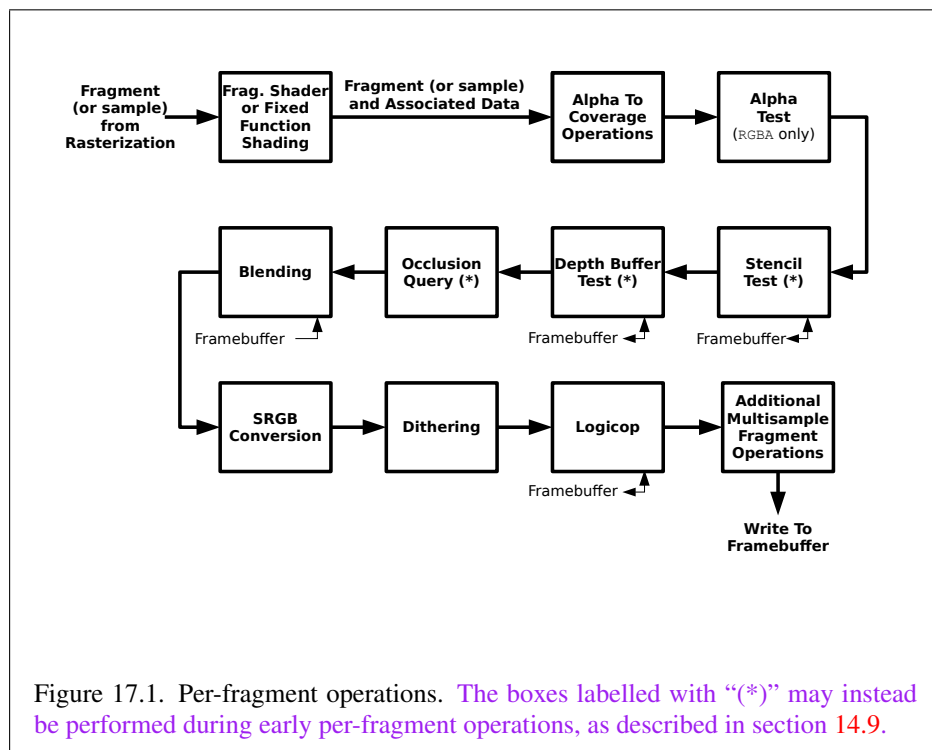 Fragment
(or sample)
from
Rasterization
Frag. Shader
or Fixed
Function
Shading
Fragment (or sample)
and Associated Data
Alpha To
Coverage
Operations
Alpha
Test
(RGBA only)
Blending
Framebuffer
Occlusion
Query (*)
Depth Buffer
Test (*)
Framebuffer
Stencil
Test (*)
Framebuffer
SRGB
Conversion
Dithering
Logicop
Framebuffer
Additional
Multisample
Fragment
Operations
Write To
Framebuffer
Figure 17.1. Per-fragment operations. The boxes labelled with “(*)” may instead
be performed during early per-fragment operations, as described in section 14.9.